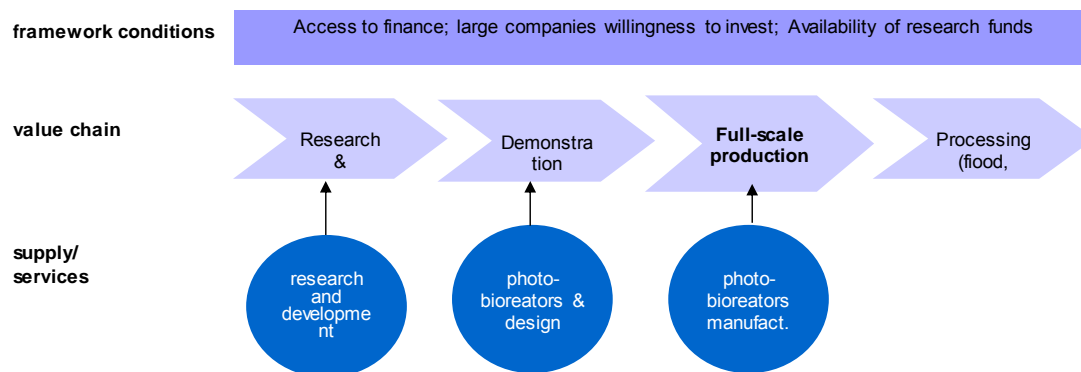 framework conditions
Access to finance; large companies willingness to invest; Availability of research funds
value chain
Research
&
Demonstra
tion
Full-scale
production
Processing
(flood,
supply/
services
research
and
developme
nt
photo-
bioreators & 
design
photo-
bioreators
manufact.